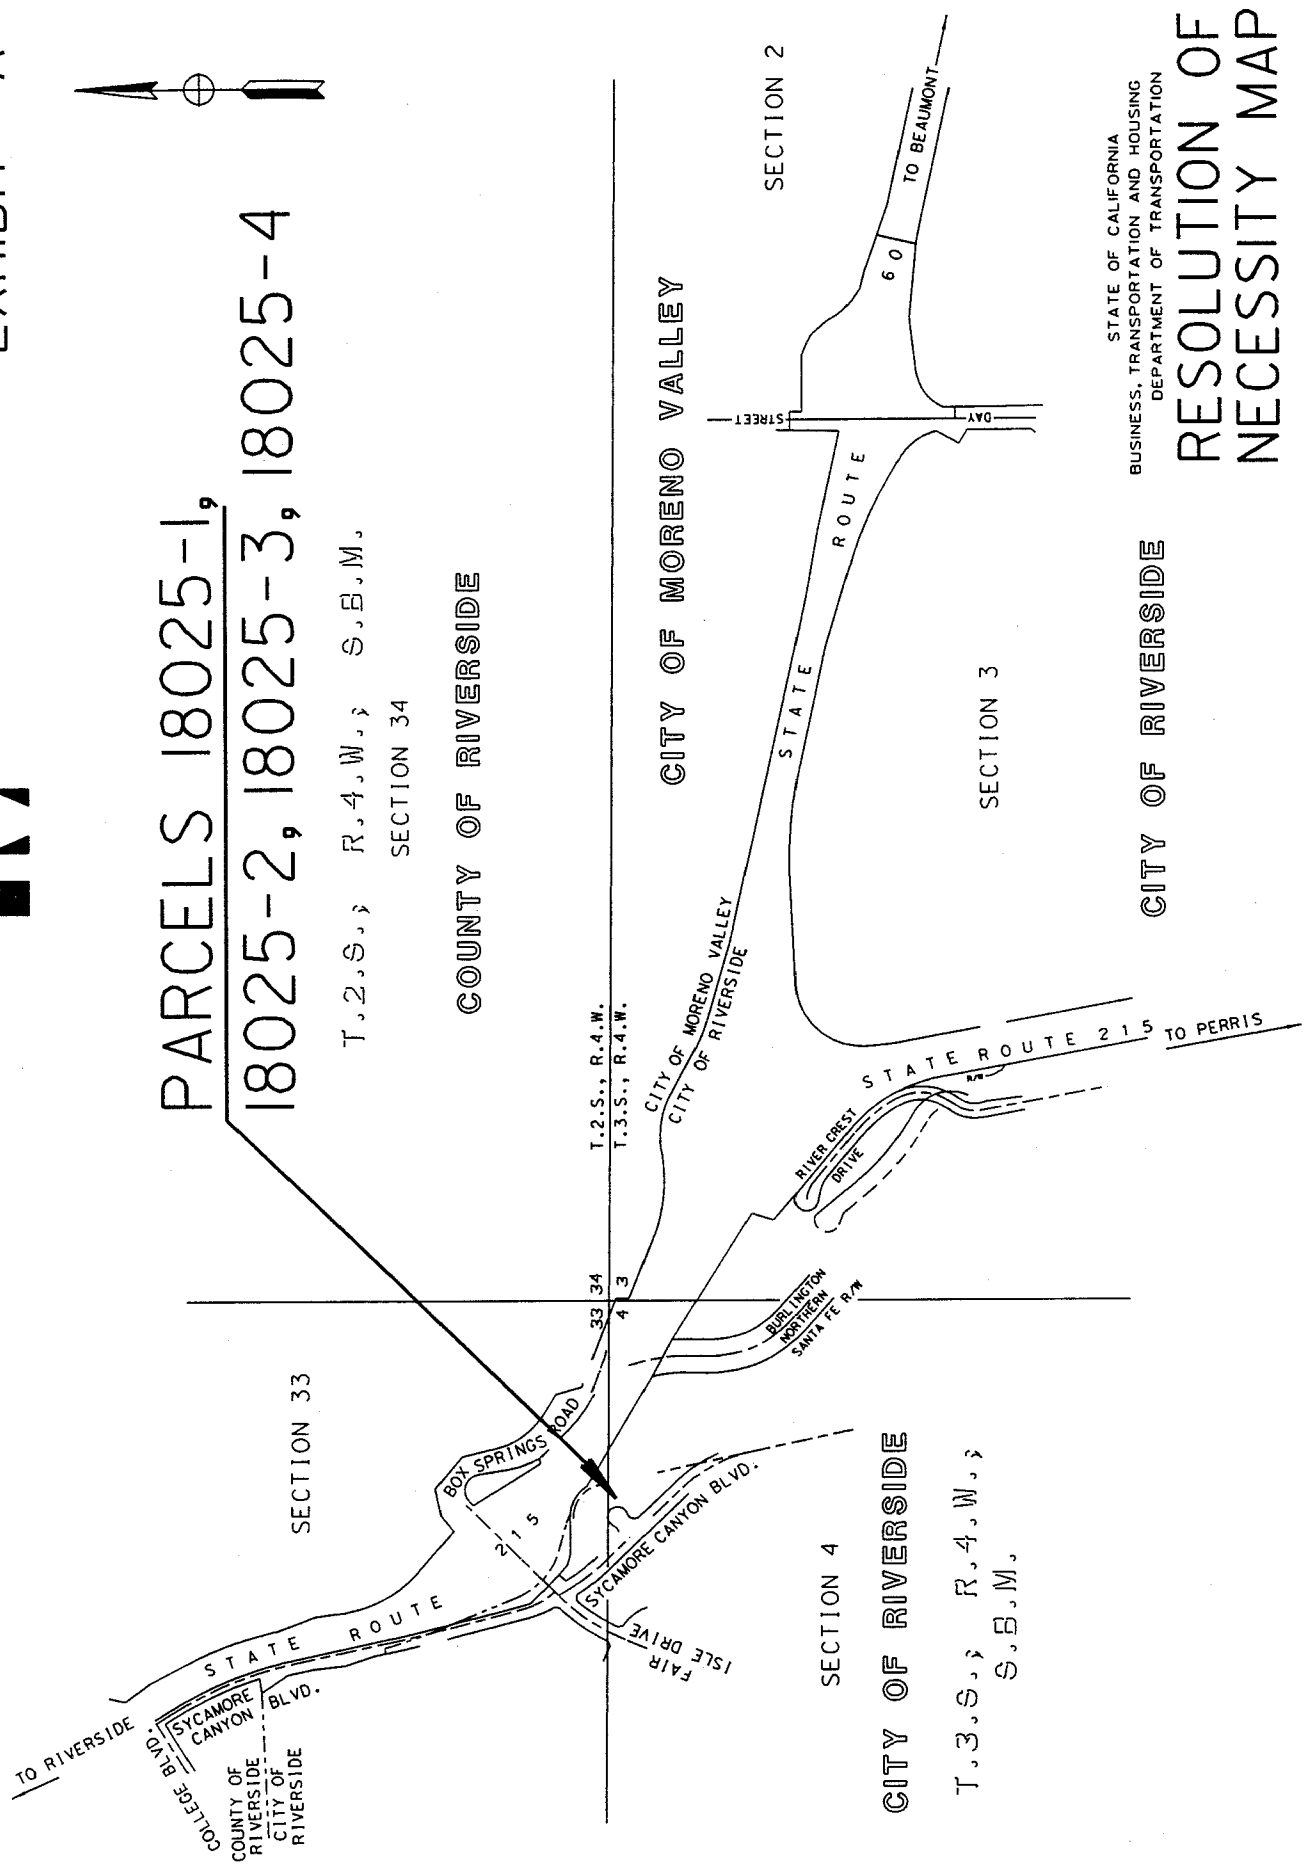 PARCELS 18025-1,
18025-2, 18025-3, 18025-4
T.2.S., R.4.W., S.B.M.
SECTION 34
COUNTY OF RIVERSIDE
SECTION 33
TO RIVERSIDE
COLLEGE BLVD.
SYCAMORE
CANYON BLVD.
COUNTY OF
RIVERSIDE
CITY OF
RIVERSIDE
STATE ROUTE 215
BOX SPRINGS ROAD
33 34
4 3
T.2.S., R.4.W.
T.3.S., R.4.W.
FAIR
ISLE DRIVE
SYCAMORE CANYON BLVD.
BURLINGTON
NORTHERN
SANTA FE R/W
CITY OF MORENO VALLEY
CITY OF RIVERSIDE
CITY OF MORENO VALLEY
SECTION 2
STREET
DAY
STATE ROUTE 60
TO BEAUMONT
RIVER CREST
DRIVE
R/W
STATE ROUTE 215
TO PERRIS
SECTION 3
CITY OF RIVERSIDE
SECTION 4
CITY OF RIVERSIDE
T.3.S., R.4.W.,
S.B.M.
STATE OF CALIFORNIA
BUSINESS, TRANSPORTATION AND HOUSING
DEPARTMENT OF TRANSPORTATION
RESOLUTION OF
NECESSITY MAP